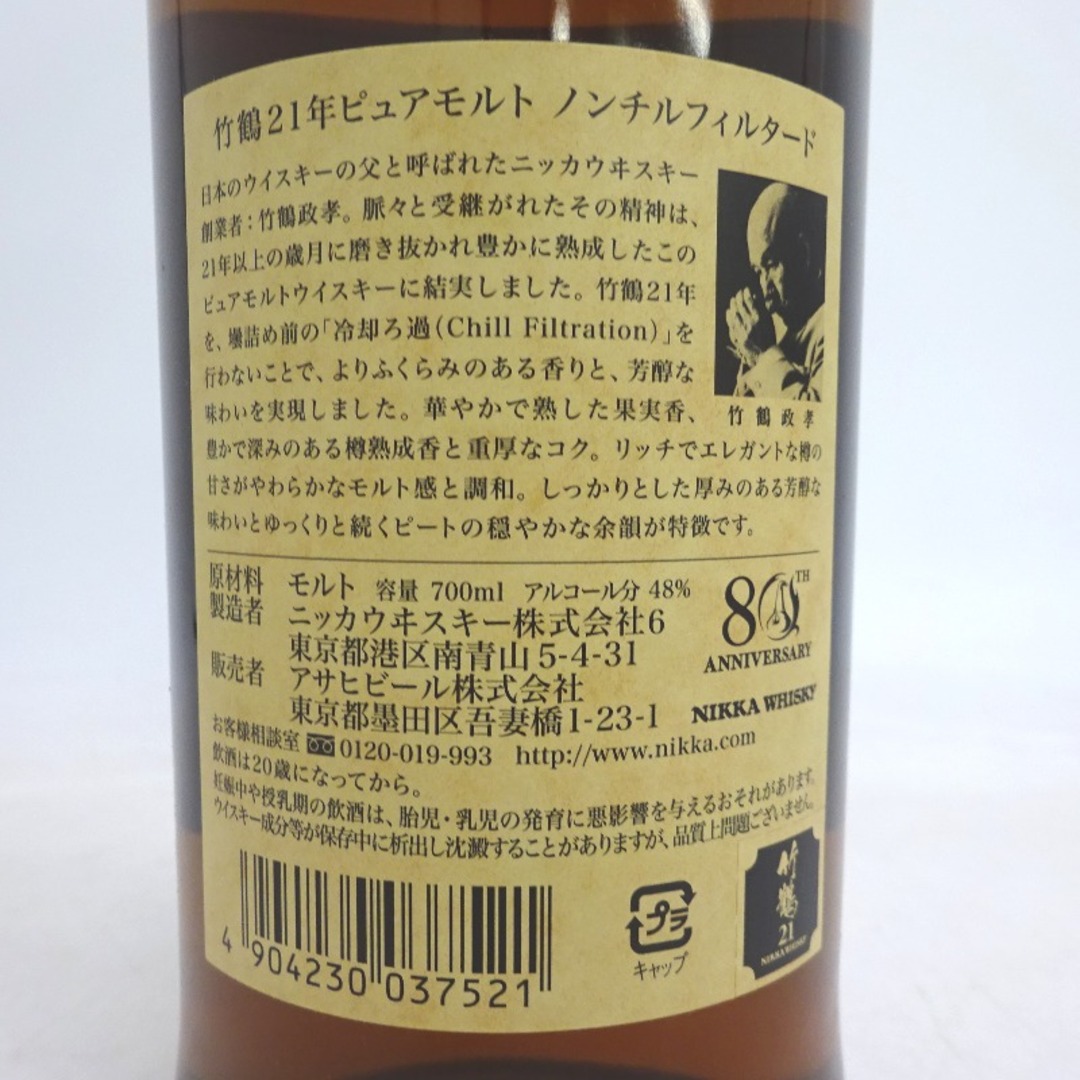 竹鶴21年ピュアモルト ノンチルフィルタード
日本のウイスキーの父と呼ばれたニッカウヰスキー
創業者：竹鶴政孝。脈々と受継がれたその精神は、
21年以上の歳月に磨き抜かれ豊かに熟成したこの
ピュアモルトウイスキーに結実しました。竹鶴21年
を、壜詰め前の「冷却ろ過（Chill Filtration）」を
行わないことで、よりふくらみのある香りと、芳醇な
味わいを実現しました。華やかで熟した果実香、
豊かで深みのある樽熟成香と重厚なコク。リッチでエレガントな樽の
甘さがやわらかなモルト感と調和。しっかりとした厚みのある芳醇な
味わいとゆっくりと続くピートの穏やかな余韻が特徴です。
竹鶴政孝
原材料 モルト 容量 700ml アルコール分 48%
製造者 ニッカウヰスキー株式会社6
東京都港区南青山5-4-31
販売者 アサヒビール株式会社
東京都墨田区吾妻橋1-23-1
80TH
ANNIVERSARY
NIKKA WHISKY
お客様相談室 0120-019-993 http://www.nikka.com
飲酒は20歳になってから。
妊娠中や授乳期の飲酒は、胎児・乳児の発育に悪影響を与えるおそれがあります。
ウイスキー成分等が保存中に析出し沈澱することがありますが、品質上問題ございません。
4 904230 037521
プラ
キャップ
竹鶴
21
NIKKA WHISKY